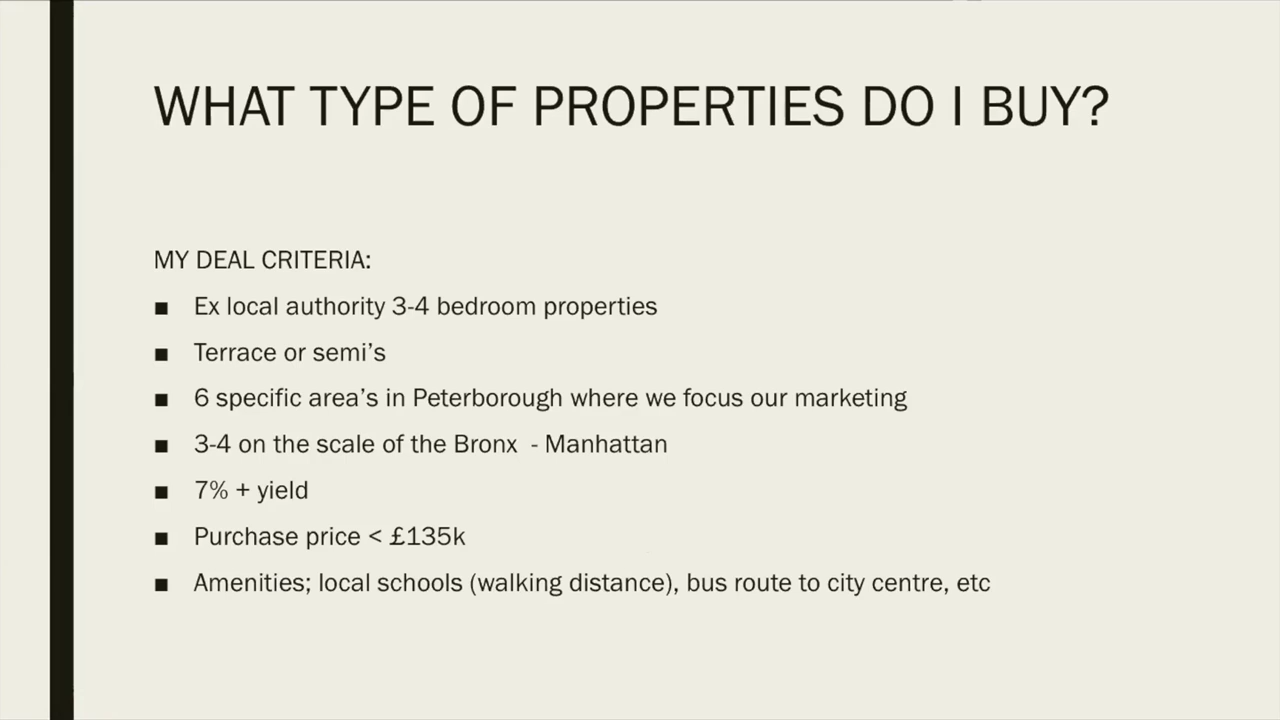 WHAT TYPE OF PROPERTIES DO I BUY?
MY DEAL CRITERIA:
■ Ex local authority 3-4 bedroom properties
■ Terrace or semi’s
■ 6 specific area’s in Peterborough where we focus our marketing
■ 3-4 on the scale of the Bronx  - Manhattan
■ 7% + yield
■ Purchase price < £135k
■ Amenities; local schools (walking distance), bus route to city centre, etc